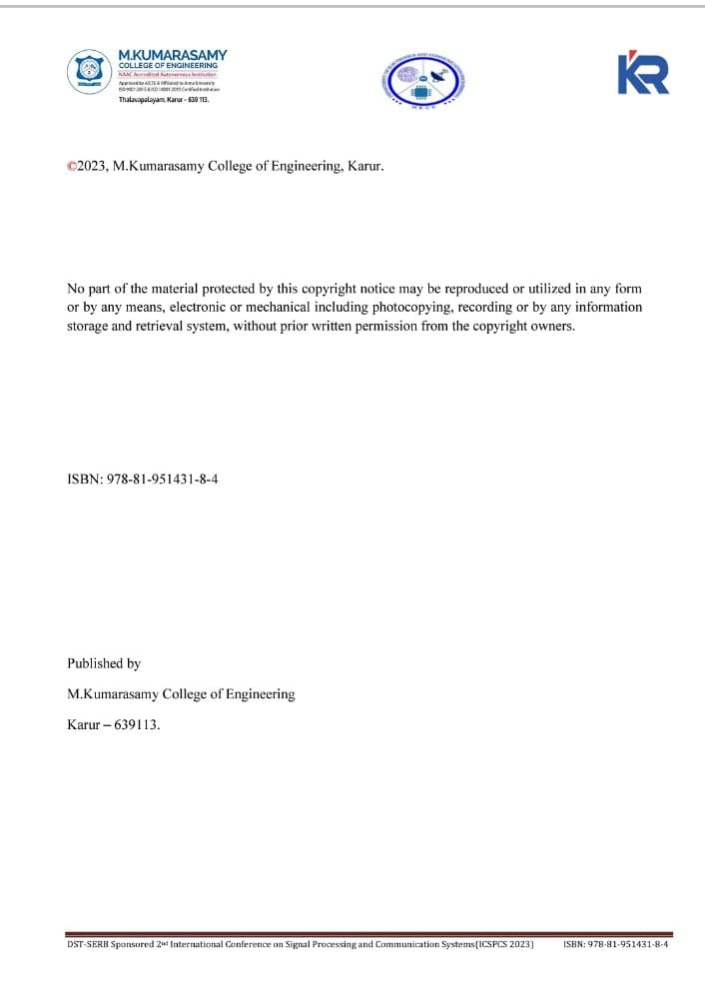 M.KUMARASAMY
COLLEGE OF ENGINEERING
NAAC Accredited Autonomous Institution
Approved by AICTE & Affiliated to Anna University
ISO 9001:2015 & ISO 14001:2015 Certified Institution
Thalavapalayam, Karur - 639 113.
M K C E
KR
©2023, M.Kumarasamy College of Engineering, Karur.
No part of the material protected by this copyright notice may be reproduced or utilized in any form
or by any means, electronic or mechanical including photocopying, recording or by any information
storage and retrieval system, without prior written permission from the copyright owners.
ISBN: 978-81-951431-8-4
Published by
M.Kumarasamy College of Engineering
Karur – 639113.
DST-SERB Sponsored 2nd International Conference on Signal Processing and Communication Systems(ICSPCS 2023) ISBN: 978-81-951431-8-4